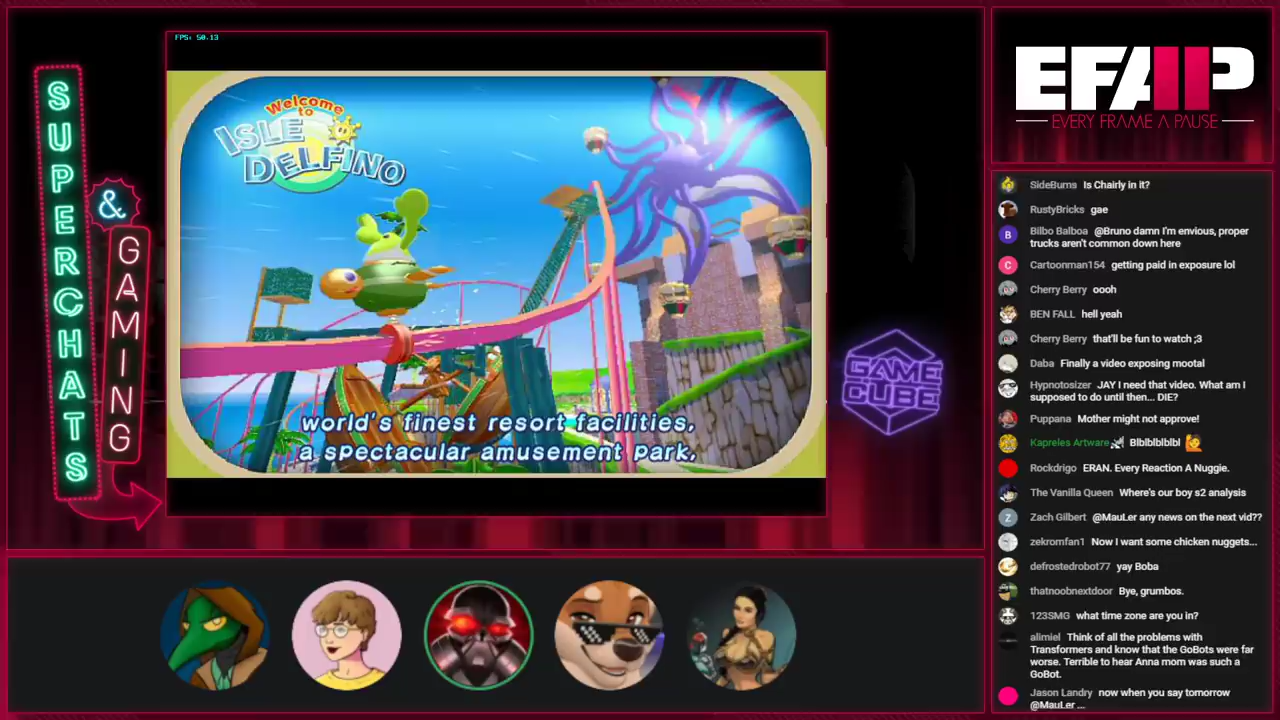 FPS: 50.13
SUPERCHATS
&
GAMING
Welcome
to
ISLE
DELFINO
world's finest resort facilities,
a spectacular amusement park,
GAME
CUBE
EFAP
EVERY FRAME A PAUSE
SideBums Is Chairly in it?
RustyBricks gae
Bilbo Balboa @Bruno damn I'm envious, proper
trucks aren't common down here
Cartoonman154 getting paid in exposure lol
Cherry Berry oooh
BEN FALL hell yeah
Cherry Berry that'll be fun to watch ;3
Daba Finally a video exposing mootal
Hypnotosizer JAY I need that video. What am I
supposed to do until then... DIE?
Puppana Mother might not approve!
Kapreles Artware Blblblblbl 🙋
Rockdrigo ERAN. Every Reaction A Nuggie.
The Vanilla Queen Where's our boy s2 analysis
Zach Gilbert @MauLer any news on the next vid??
zekromfan1 Now I want some chicken nuggets...
defrostedrobot77 yay Boba
thatnoobnextdoor Bye, grumbos.
123SMG what time zone are you in?
alimiel Think of all the problems with
Transformers and know that the GoBots were far
worse. Terrible to hear Anna mom was such a
GoBot.
Jason Landry now when you say tomorrow
@MauLer ...
B
C
Z